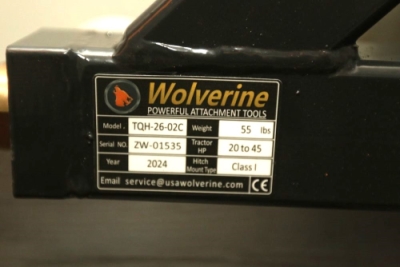 Wolverine
POWERFUL ATTACHMENT TOOLS
Model . TQH-26-02C Weight 55 lbs
Serial NO. ZW-01535 Tractor HP 20 to 45
Year 2024 Hitch Mount Type Class I
Email service@usawolverine.com CE